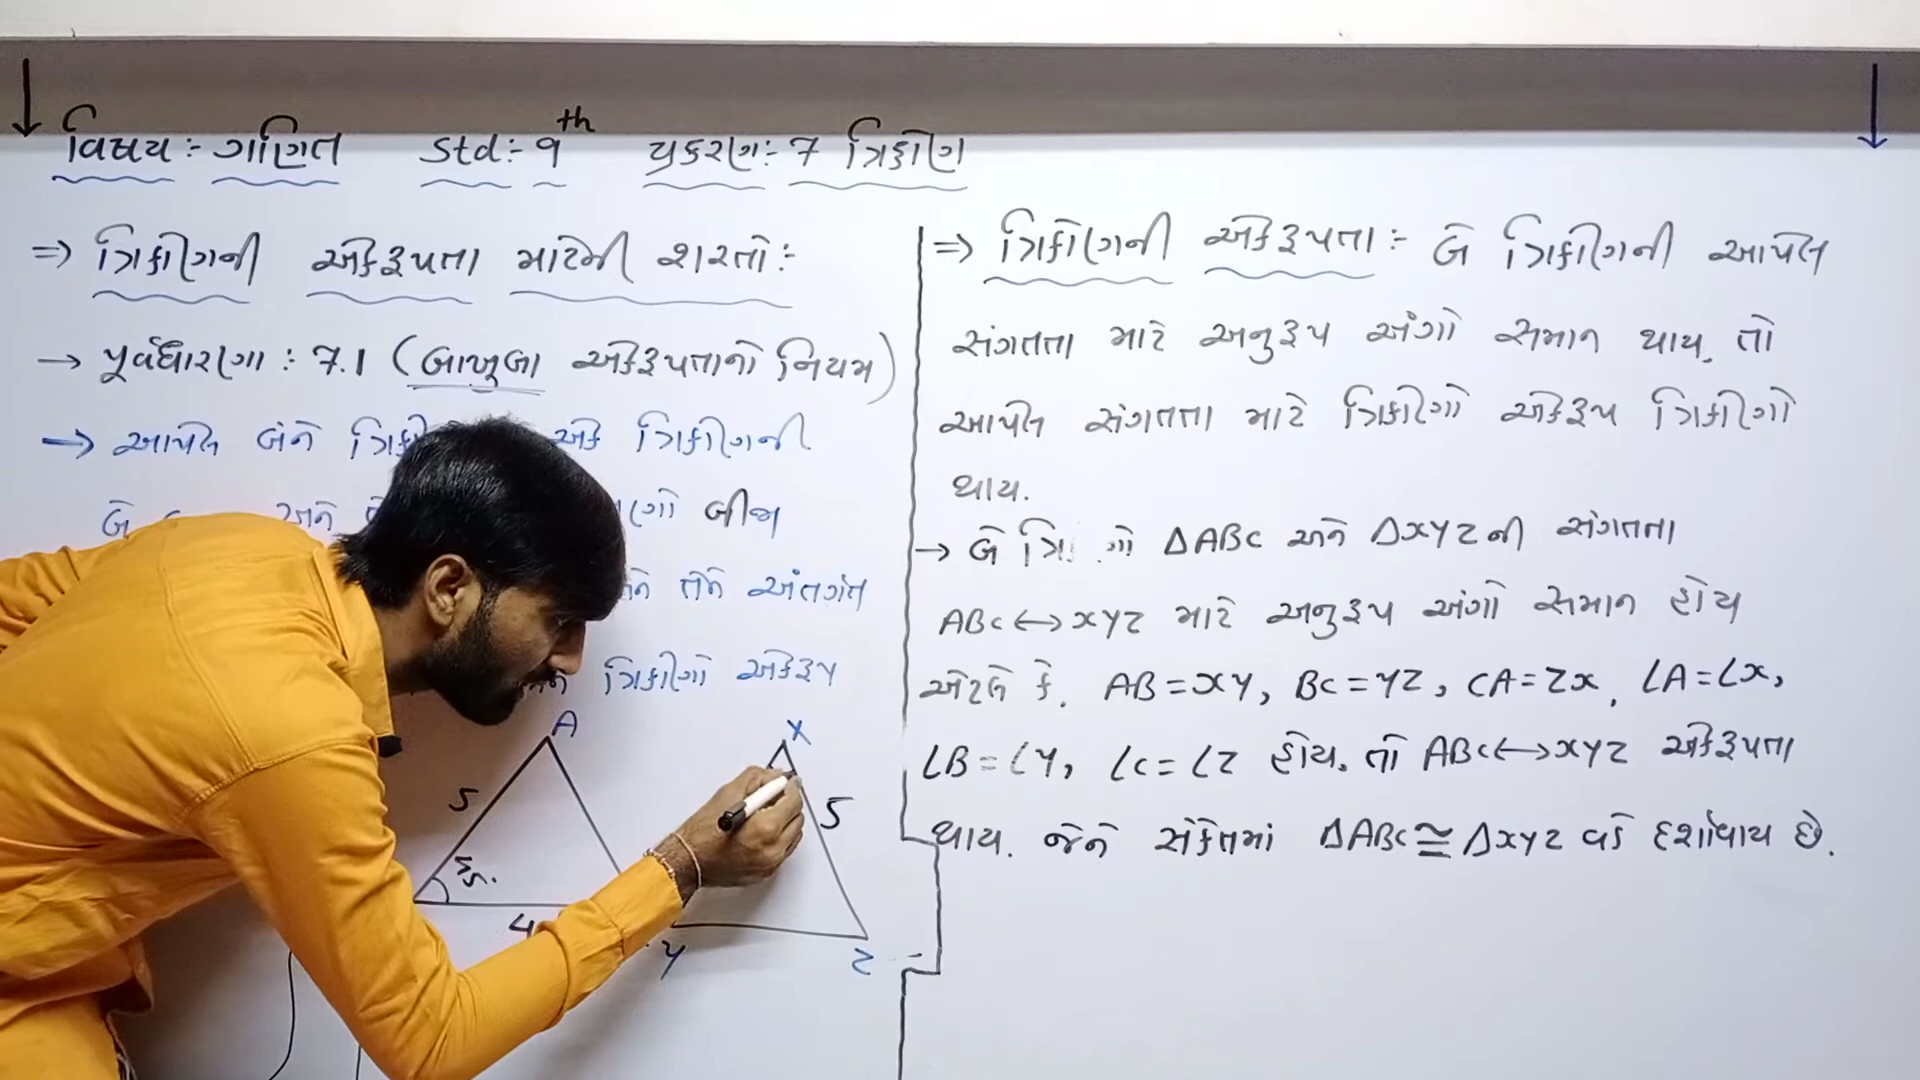 વિષય :- ગણિત std :- 9th પ્રકરણ :- 7 ત્રિકોણ
⇒ ત્રિકોણની એકરૂપતા માટેની શરતો :-
→ પૂર્વધારણા : 7.1 (બાખૂબા એકરૂપતાનો નિયમ)
→ આપેલ બંને એક ત્રિકોણની
બે અને બીજા
તેને અંતર્ગત
ત્રિકોણો એકરૂપ
A
5
4
X
5
Y
Z
⇒ ત્રિકોણની એકરૂપતા :- બે ત્રિકોણની આપેલ
સંગતતા માટે અનુરૂપ અંગો સમાન થાય, તો
આપેલ સંગતતા માટે ત્રિકોણો એકરૂપ ત્રિકોણો
થાય.
→ બે ΔABC અને ΔXYZ ની સંગતતા
ABC ↔ XYZ માટે અનુરૂપ અંગો સમાન હોય
એટલે કે, AB = XY, BC = YZ, CA = ZX, ∠A = ∠X,
∠B = ∠Y, ∠C = ∠Z હોય. તો ABC ↔ XYZ એકરૂપતા
થાય. જેને સંકેતમાં ΔABC ≅ ΔXYZ વડે દર્શાવાય છે.